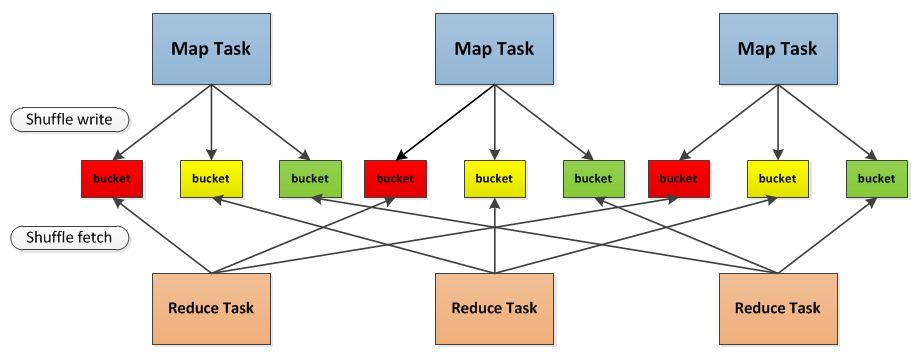 Map Task
Map Task
Map Task
Shuffle write
bucket
bucket
bucket
bucket
bucket
bucket
bucket
bucket
bucket
Shuffle fetch
Reduce Task
Reduce Task
Reduce Task